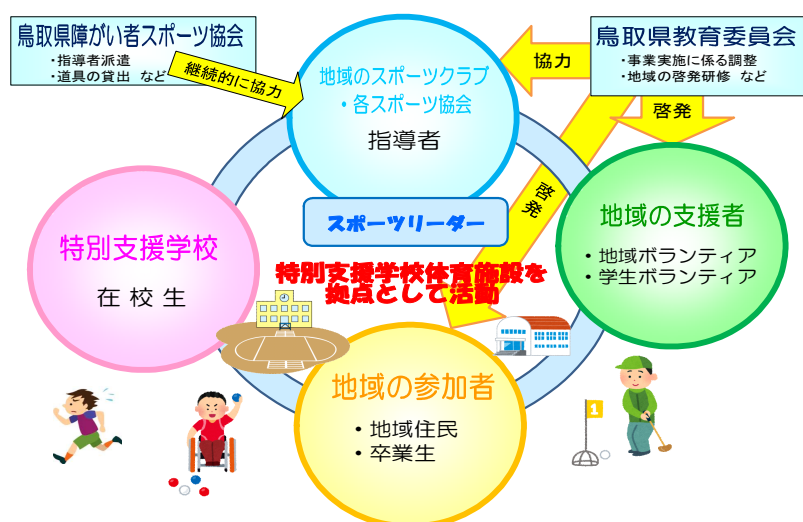 鳥取県障がい者スポーツ協会
・指導者派遣
・道具の貸出 など
継続的に協力
地域のスポーツクラブ
・各スポーツ協会
指導者
協力
鳥取県教育委員会
・事業実施に係る調整
・地域の啓発研修 など
啓発
啓発
スポーツリーダー
特別支援学校
在校生
地域の支援者
・地域ボランティア
・学生ボランティア
特別支援学校体育施設を
拠点として活動
地域の参加者
・地域住民
・卒業生
1